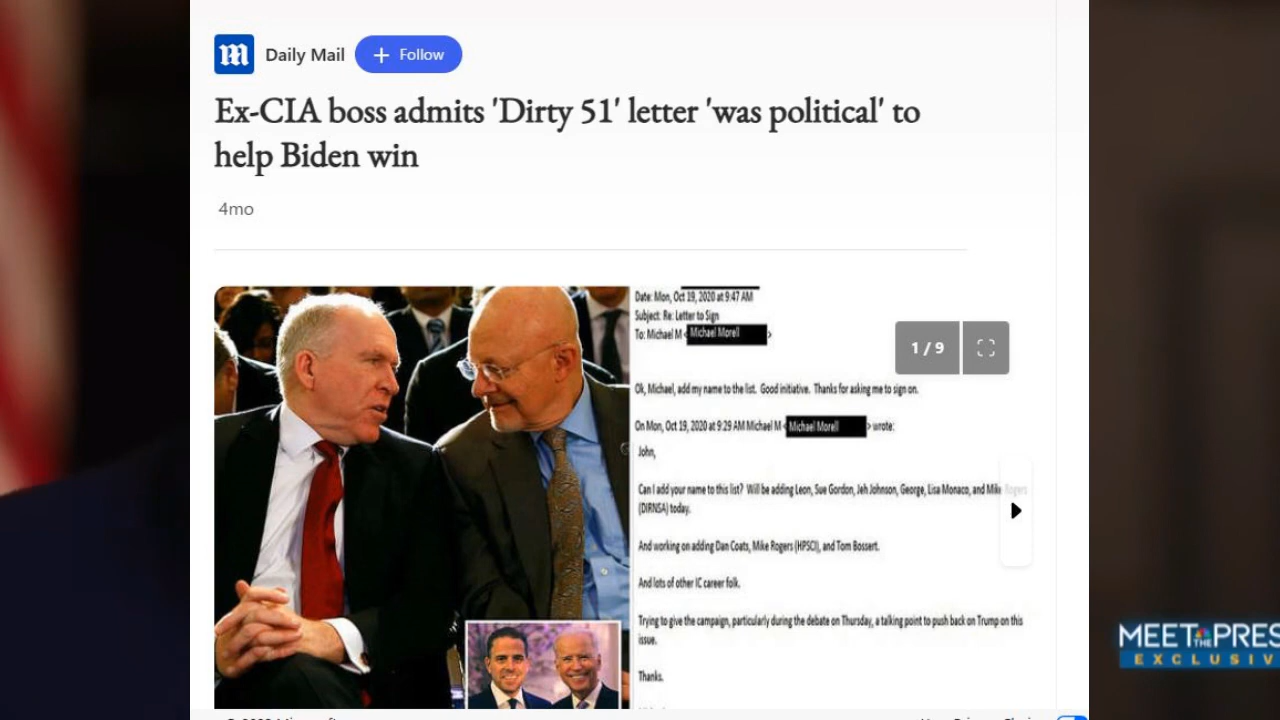 Daily Mail
+ Follow
Ex-CIA boss admits 'Dirty 51' letter 'was political' to
help Biden win
4mo
Date: Mon, Oct 19, 2020 at 9:47 AM
Subject: Re: Letter to Sign
To: Michael M < Michael Morell >
1 / 9
Ok, Michael, add my name to the list. Good initiative. Thanks for asking me to sign on.
On Mon, Oct 19, 2020 at 9:29 AM Michael M < Michael Morell > wrote:
John,
Can I add your name to this list? Will be adding Leon, Sue Gordon, Jeh Johnson, George, Lisa Monaco, and Mike Rogers
(DIRNSA) today.
And working on adding Dan Coats, Mike Rogers (HPSCI), and Tom Bossert.
And lots of other IC career folk.
Trying to give the campaign, particularly during the debate on Thursday, a talking point to push back on Trump on this
issue.
Thanks.
MEET THE PRES
EXCLUSIV